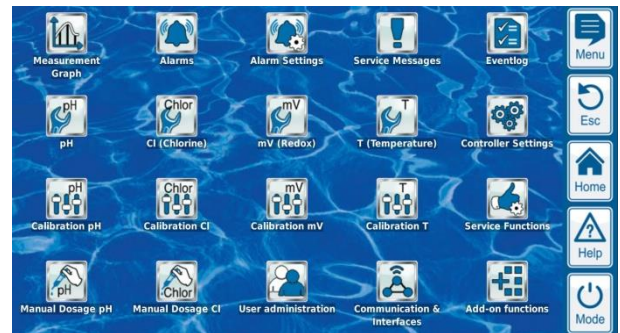 Measurement
Graph
Alarms
Alarm Settings
Service Messages
Eventlog
Menu
pH
pH
Chlor
Cl (Chlorine)
mV
mV (Redox)
T
T (Temperature)
Controller Settings
Esc
pH
Calibration pH
Chlor
Calibration Cl
mV
Calibration mV
T
Calibration T
Service Functions
Home
?
Help
pH
Manual Dosage pH
Chlor
Manual Dosage Cl
User administration
Communication &
Interfaces
Add-on functions
Mode